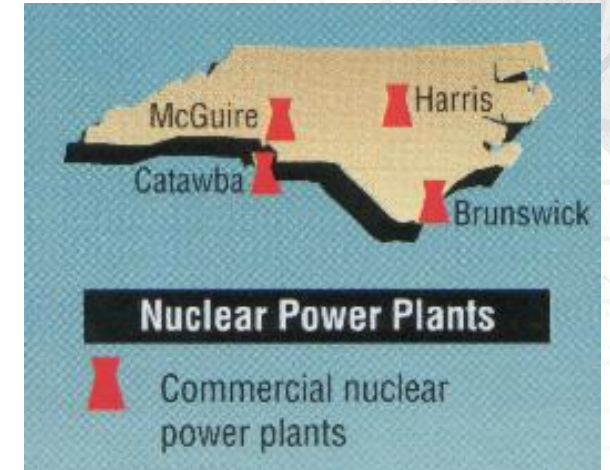 McGuire
Harris
Catawba
Brunswick
Nuclear Power Plants
Commercial nuclear
power plants